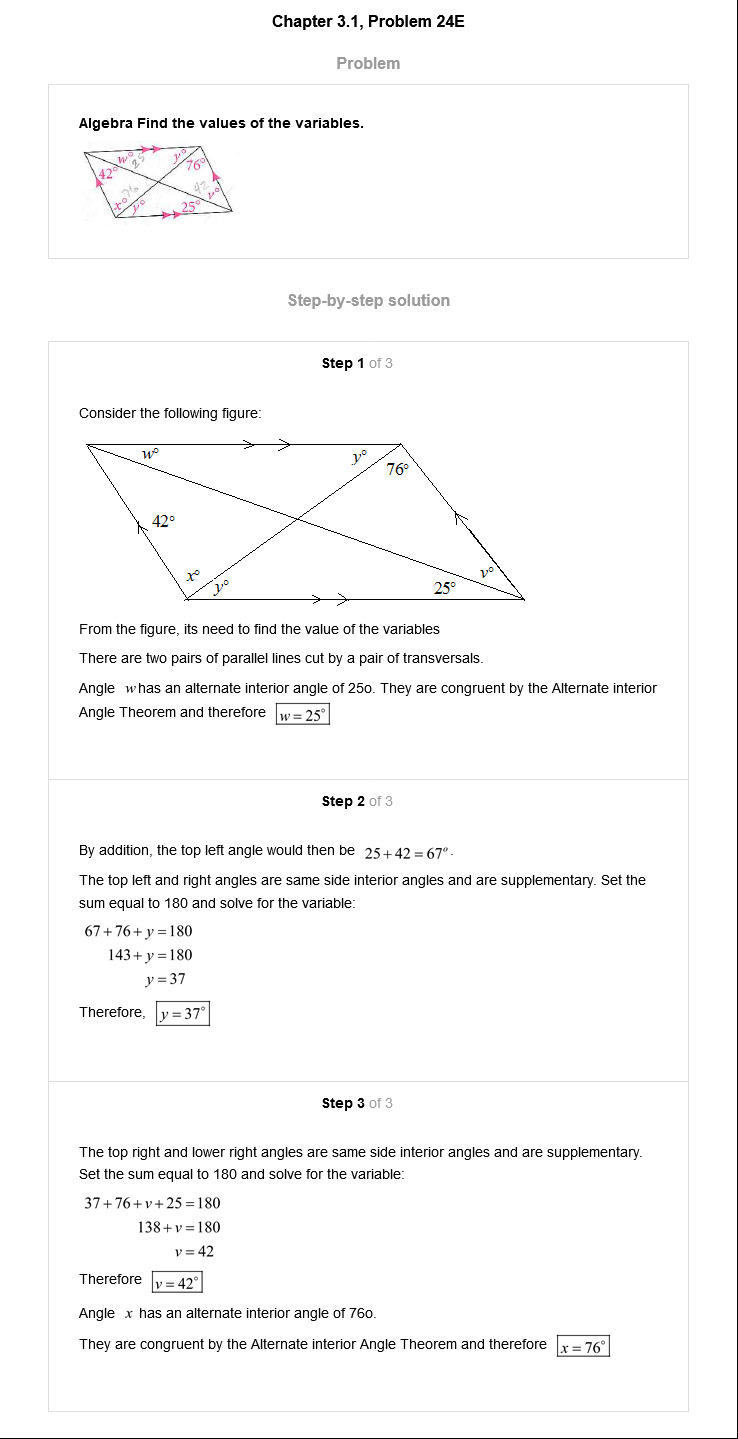 Chapter 3.1, Problem 24E
Problem
Algebra Find the values of the variables.
w° 25 y° 76°
42°
76 42 v°
x° y° 25°
Step-by-step solution
Step 1 of 3
Consider the following figure:
w° y° 76°
42°
x° y° 25° v°
From the figure, its need to find the value of the variables
There are two pairs of parallel lines cut by a pair of transversals.
Angle w has an alternate interior angle of 25o. They are congruent by the Alternate interior
Angle Theorem and therefore w = 25°
Step 2 of 3
By addition, the top left angle would then be 25 + 42 = 67°.
The top left and right angles are same side interior angles and are supplementary. Set the
sum equal to 180 and solve for the variable:
67 + 76 + y = 180
143 + y = 180
y = 37
Therefore, y = 37°
Step 3 of 3
The top right and lower right angles are same side interior angles and are supplementary.
Set the sum equal to 180 and solve for the variable:
37 + 76 + v + 25 = 180
138 + v = 180
v = 42
Therefore v = 42°
Angle x has an alternate interior angle of 76o.
They are congruent by the Alternate interior Angle Theorem and therefore x = 76°